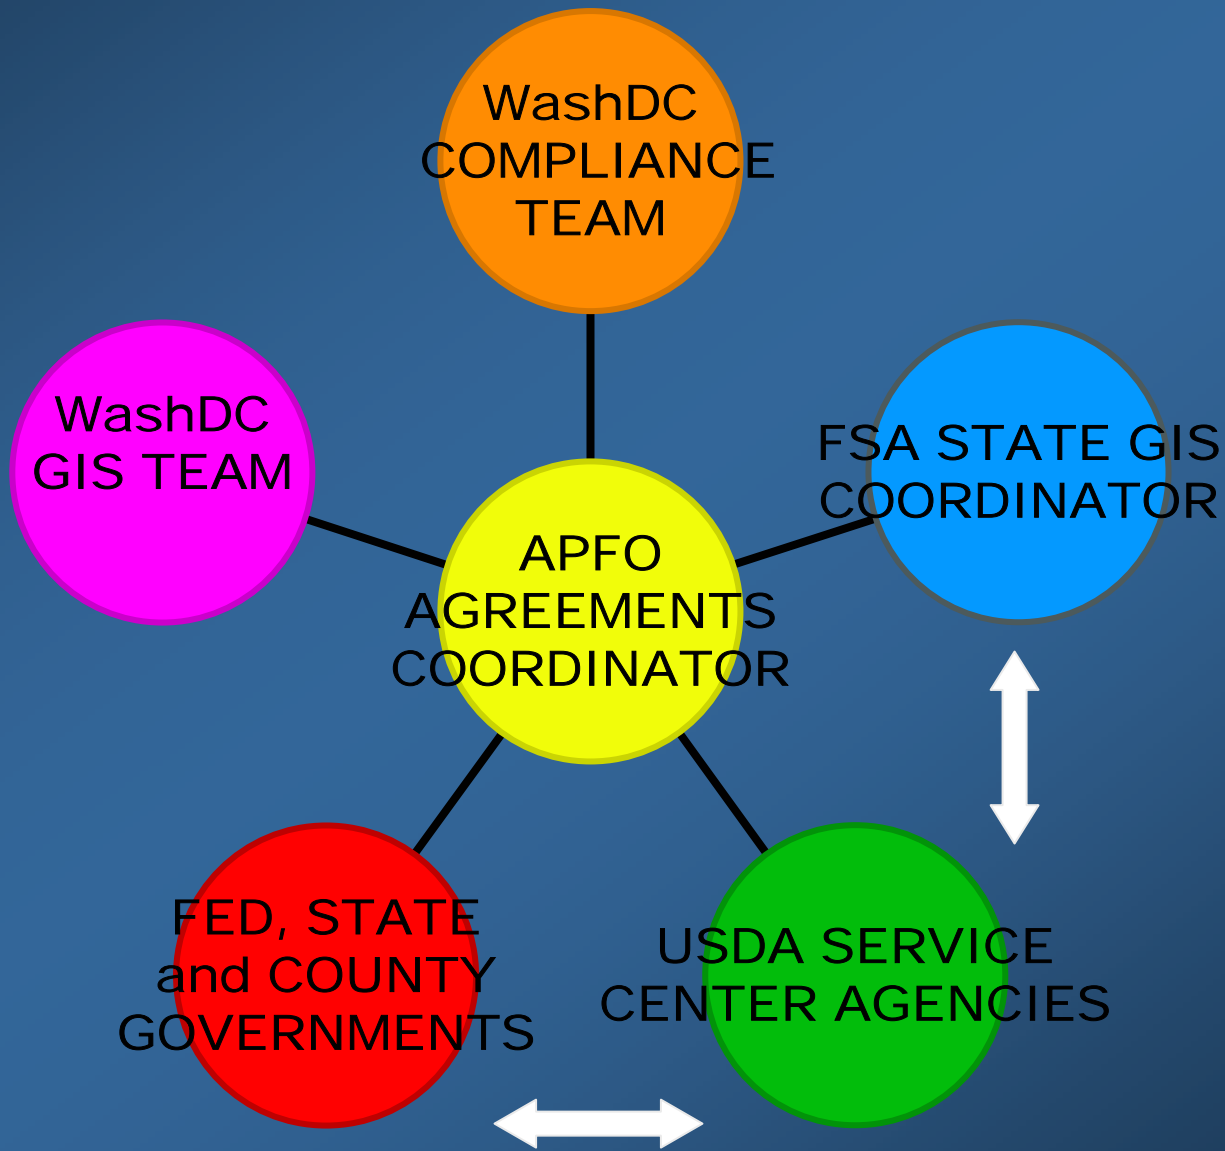 WashDC
COMPLIANCE
TEAM
WashDC
GIS TEAM
FSA STATE GIS
COORDINATOR
APFO
AGREEMENTS
COORDINATOR
FED, STATE
and COUNTY
GOVERNMENTS
USDA SERVICE
CENTER AGENCIES